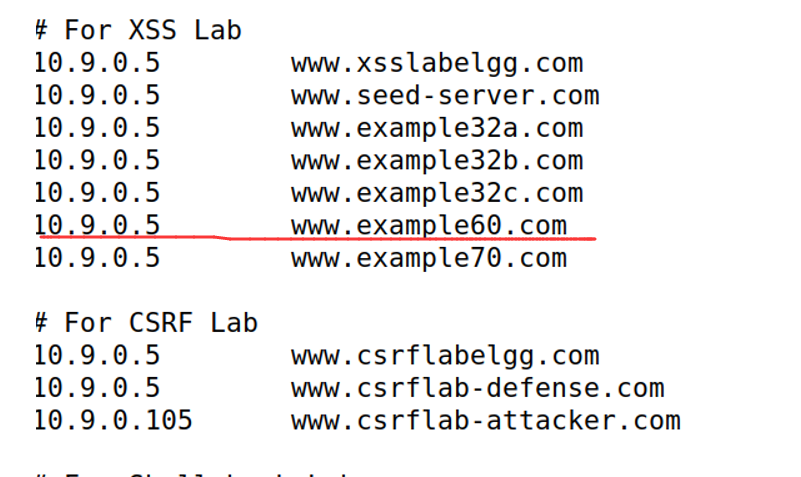 # For XSS Lab
10.9.0.5 www.xsslabelgg.com
10.9.0.5 www.seed-server.com
10.9.0.5 www.example32a.com
10.9.0.5 www.example32b.com
10.9.0.5 www.example32c.com
10.9.0.5 www.example60.com
10.9.0.5 www.example70.com
# For CSRF Lab
10.9.0.5 www.csrflabelgg.com
10.9.0.5 www.csrflab-defense.com
10.9.0.105 www.csrflab-attacker.com